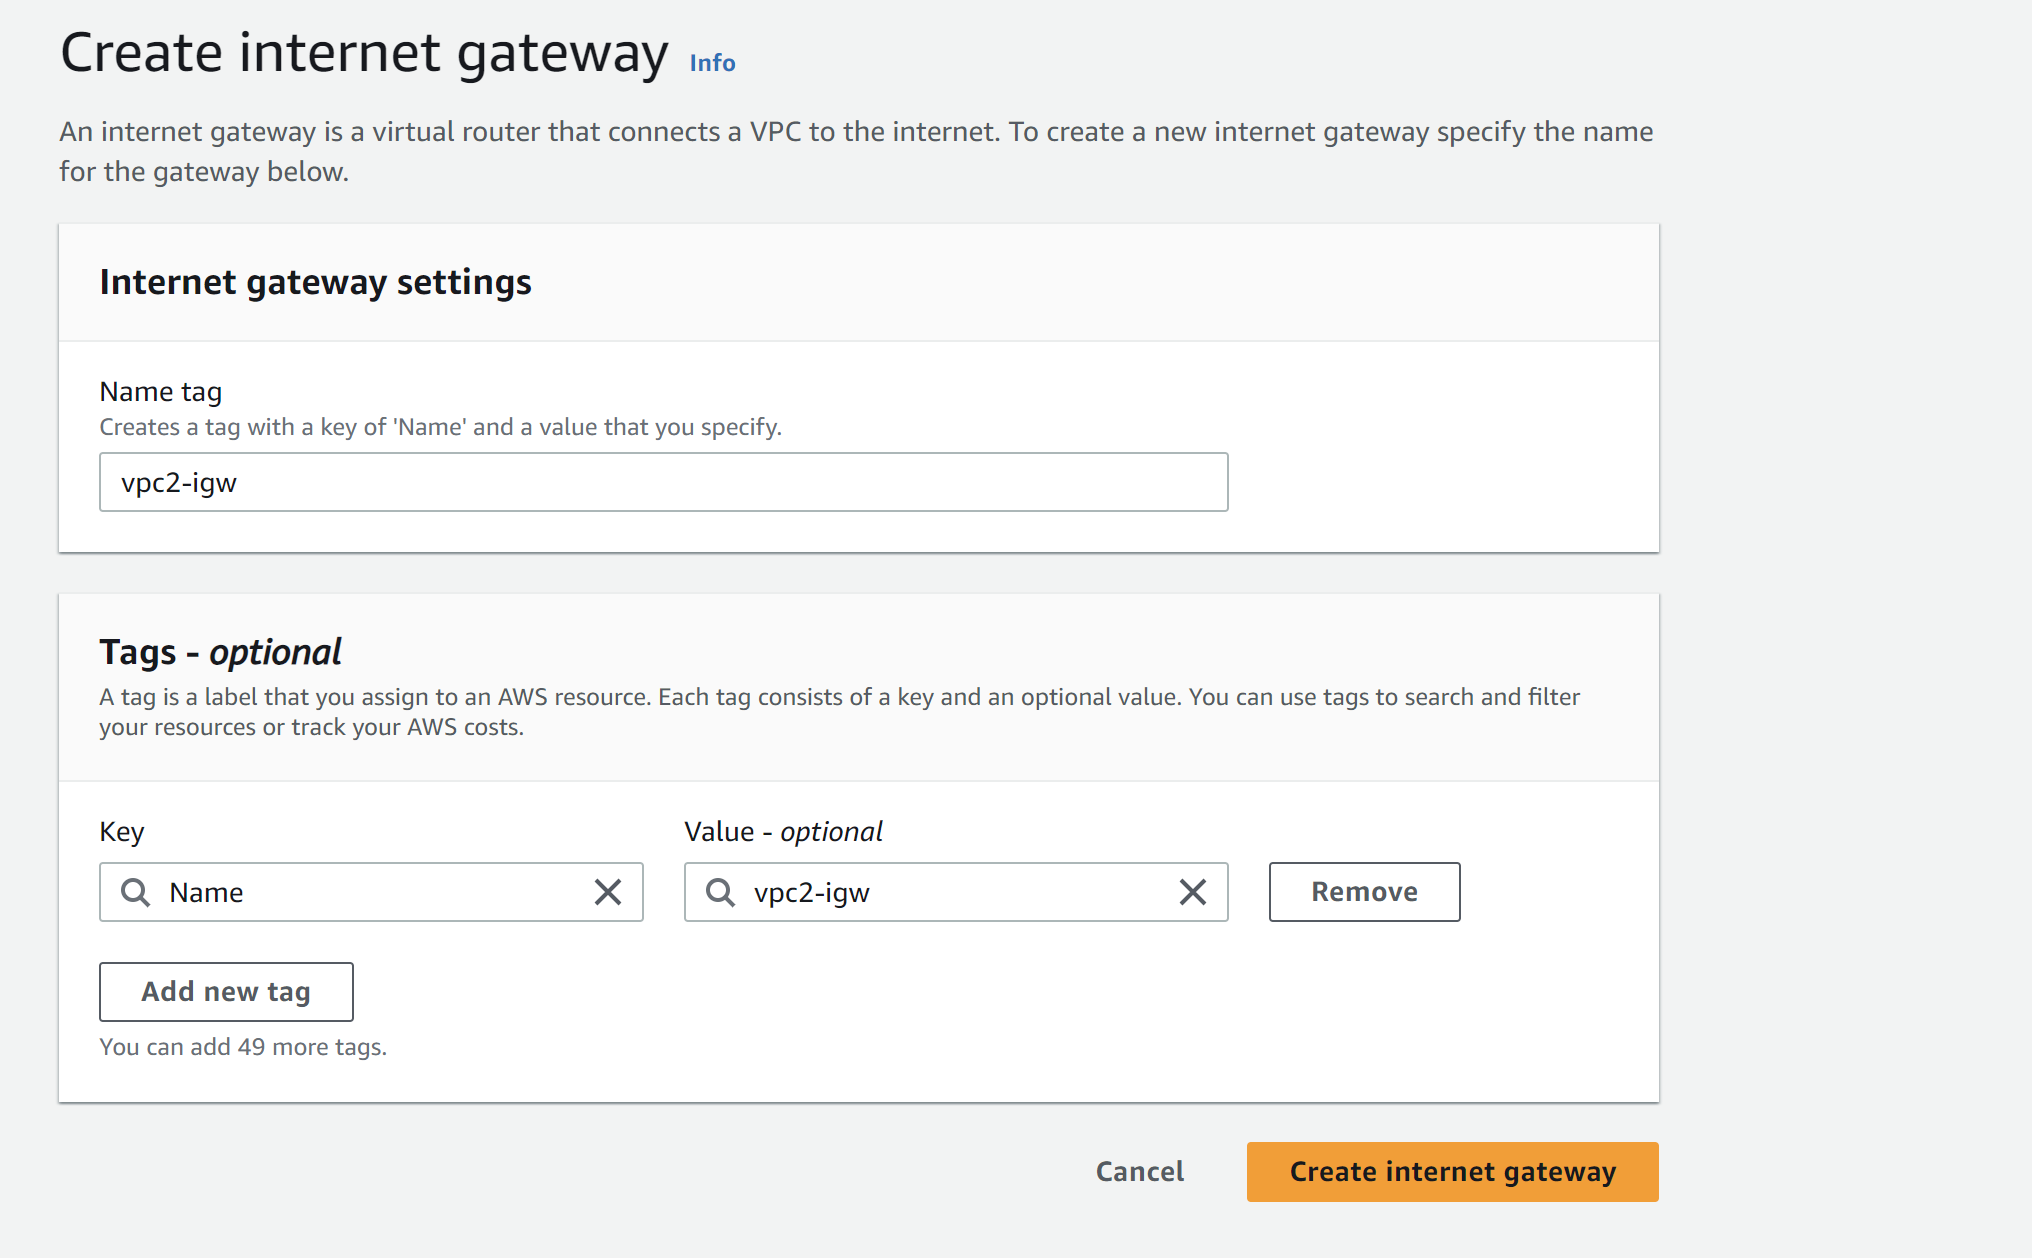 Create internet gateway Info
An internet gateway is a virtual router that connects a VPC to the internet. To create a new internet gateway specify the name
for the gateway below.
Internet gateway settings
Name tag
Creates a tag with a key of 'Name' and a value that you specify.
vpc2-igw
Tags - optional
A tag is a label that you assign to an AWS resource. Each tag consists of a key and an optional value. You can use tags to search and filter
your resources or track your AWS costs.
Key Value - optional
Name vpc2-igw Remove
Add new tag
You can add 49 more tags.
Cancel Create internet gateway